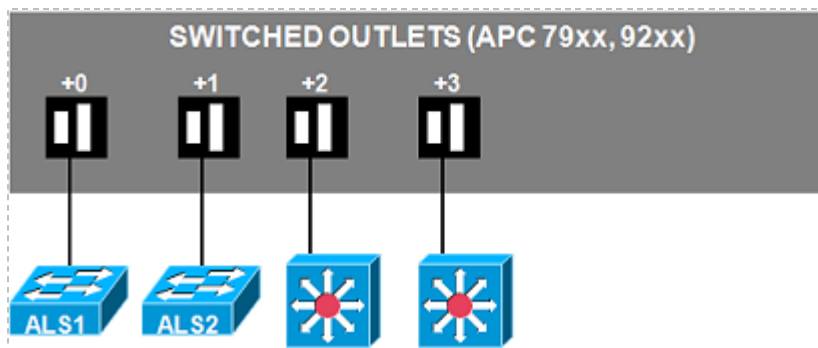 SWITCHED OUTLETS (APC 79xx, 92xx)
+0 +1 +2 +3
ALS1 ALS2